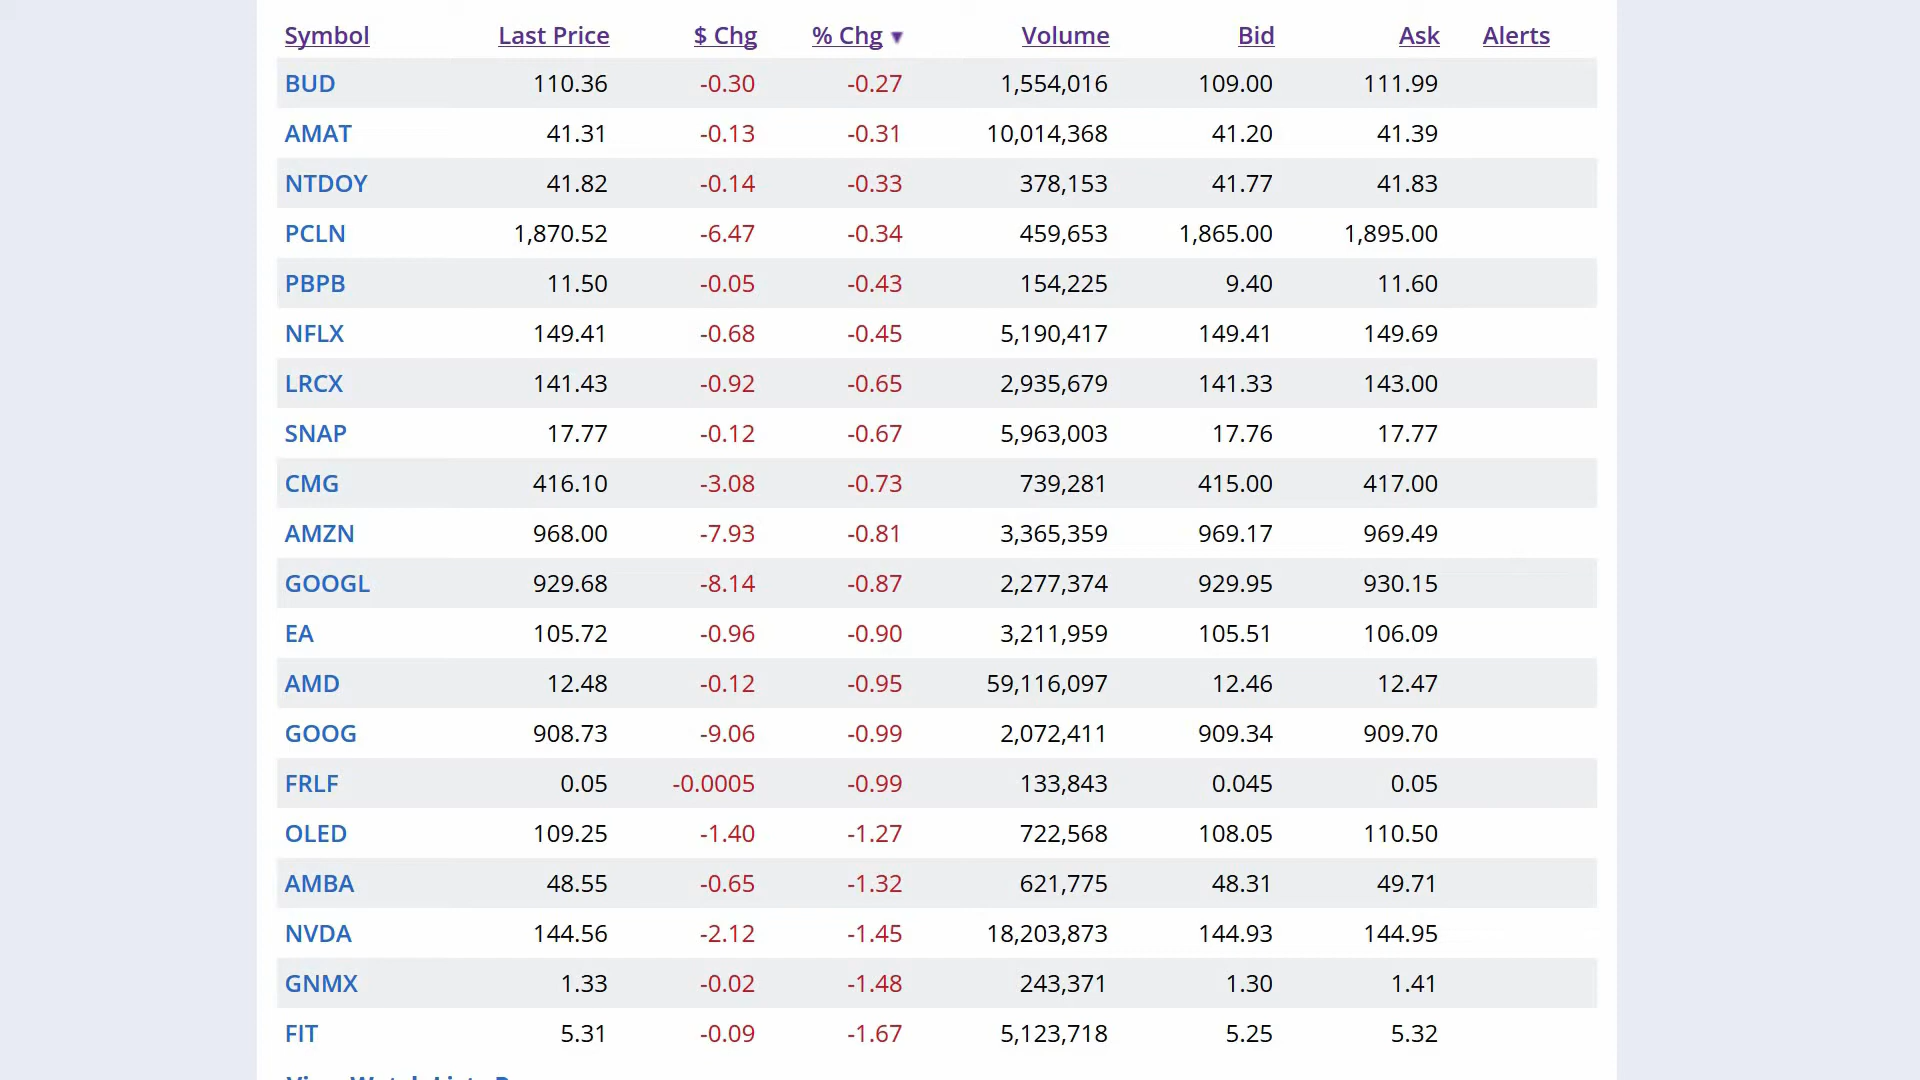 Symbol Last Price $ Chg % Chg ▼ Volume Bid Ask Alerts
BUD 110.36 -0.30 -0.27 1,554,016 109.00 111.99
AMAT 41.31 -0.13 -0.31 10,014,368 41.20 41.39
NTDOY 41.82 -0.14 -0.33 378,153 41.77 41.83
PCLN 1,870.52 -6.47 -0.34 459,653 1,865.00 1,895.00
PBPB 11.50 -0.05 -0.43 154,225 9.40 11.60
NFLX 149.41 -0.68 -0.45 5,190,417 149.41 149.69
LRCX 141.43 -0.92 -0.65 2,935,679 141.33 143.00
SNAP 17.77 -0.12 -0.67 5,963,003 17.76 17.77
CMG 416.10 -3.08 -0.73 739,281 415.00 417.00
AMZN 968.00 -7.93 -0.81 3,365,359 969.17 969.49
GOOGL 929.68 -8.14 -0.87 2,277,374 929.95 930.15
EA 105.72 -0.96 -0.90 3,211,959 105.51 106.09
AMD 12.48 -0.12 -0.95 59,116,097 12.46 12.47
GOOG 908.73 -9.06 -0.99 2,072,411 909.34 909.70
FRLF 0.05 -0.0005 -0.99 133,843 0.045 0.05
OLED 109.25 -1.40 -1.27 722,568 108.05 110.50
AMBA 48.55 -0.65 -1.32 621,775 48.31 49.71
NVDA 144.56 -2.12 -1.45 18,203,873 144.93 144.95
GNMX 1.33 -0.02 -1.48 243,371 1.30 1.41
FIT 5.31 -0.09 -1.67 5,123,718 5.25 5.32